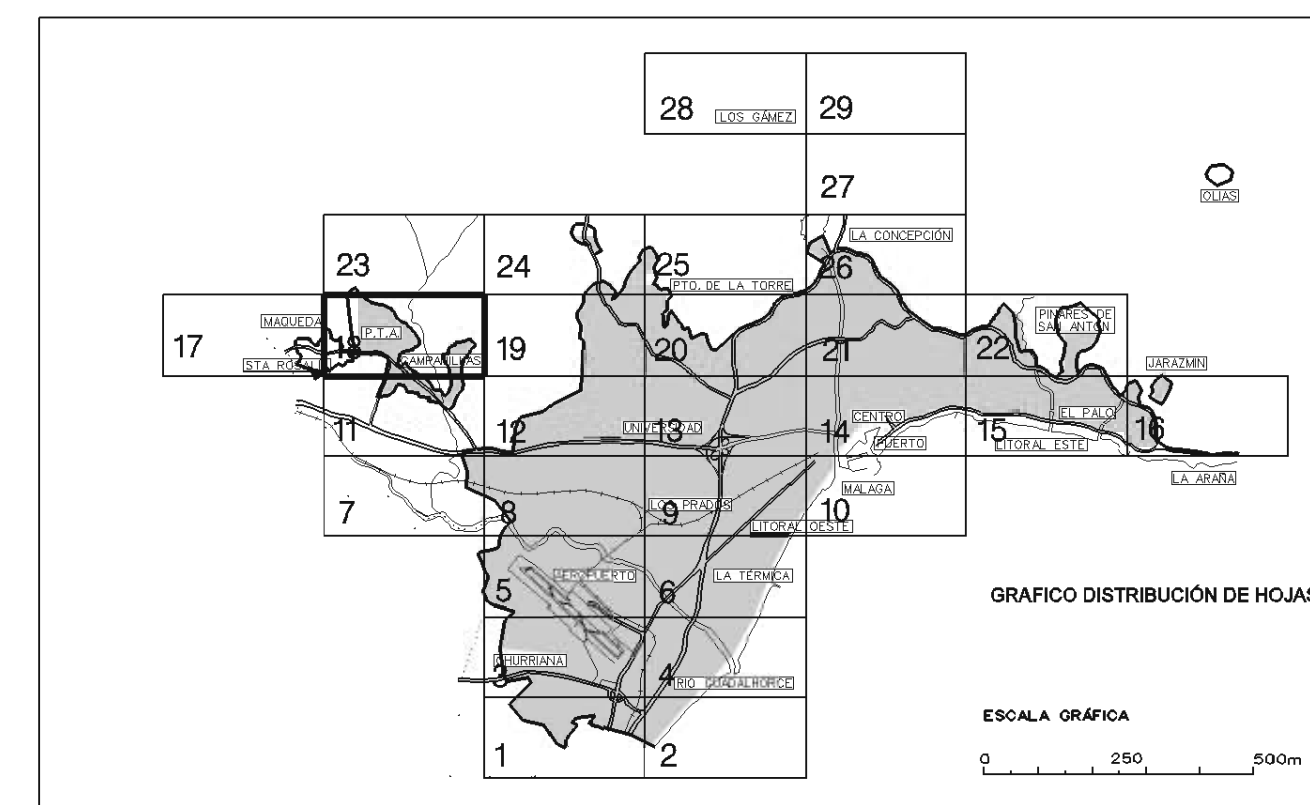 28 LOS GÁMEZ 29
27
OLIAS
LA CONCEPCIÓN
23 24 25 26
PTO. DE LA TORRE
MAQUEDA P.T.A. PINARES DE
SAN ANTÓN
17 18 19 20 21 22
STA ROSALÍA CAMPANILLAS JARAZMIN
CENTRO EL PALO
11 12 UNIVERSIDAD 13 14 15 16
PUERTO LITORAL ESTE
LA ARAÑA
MALAGA
7 8 LOS PRADOS 9 10
LITORAL OESTE
AEROPUERTO LA TÉRMICA
5 6
GRAFICO DISTRIBUCIÓN DE HOJAS
CHURRIANA
3 4 RIO GUADALHORCE
ESCALA GRÁFICA
1 2
0 250 500m